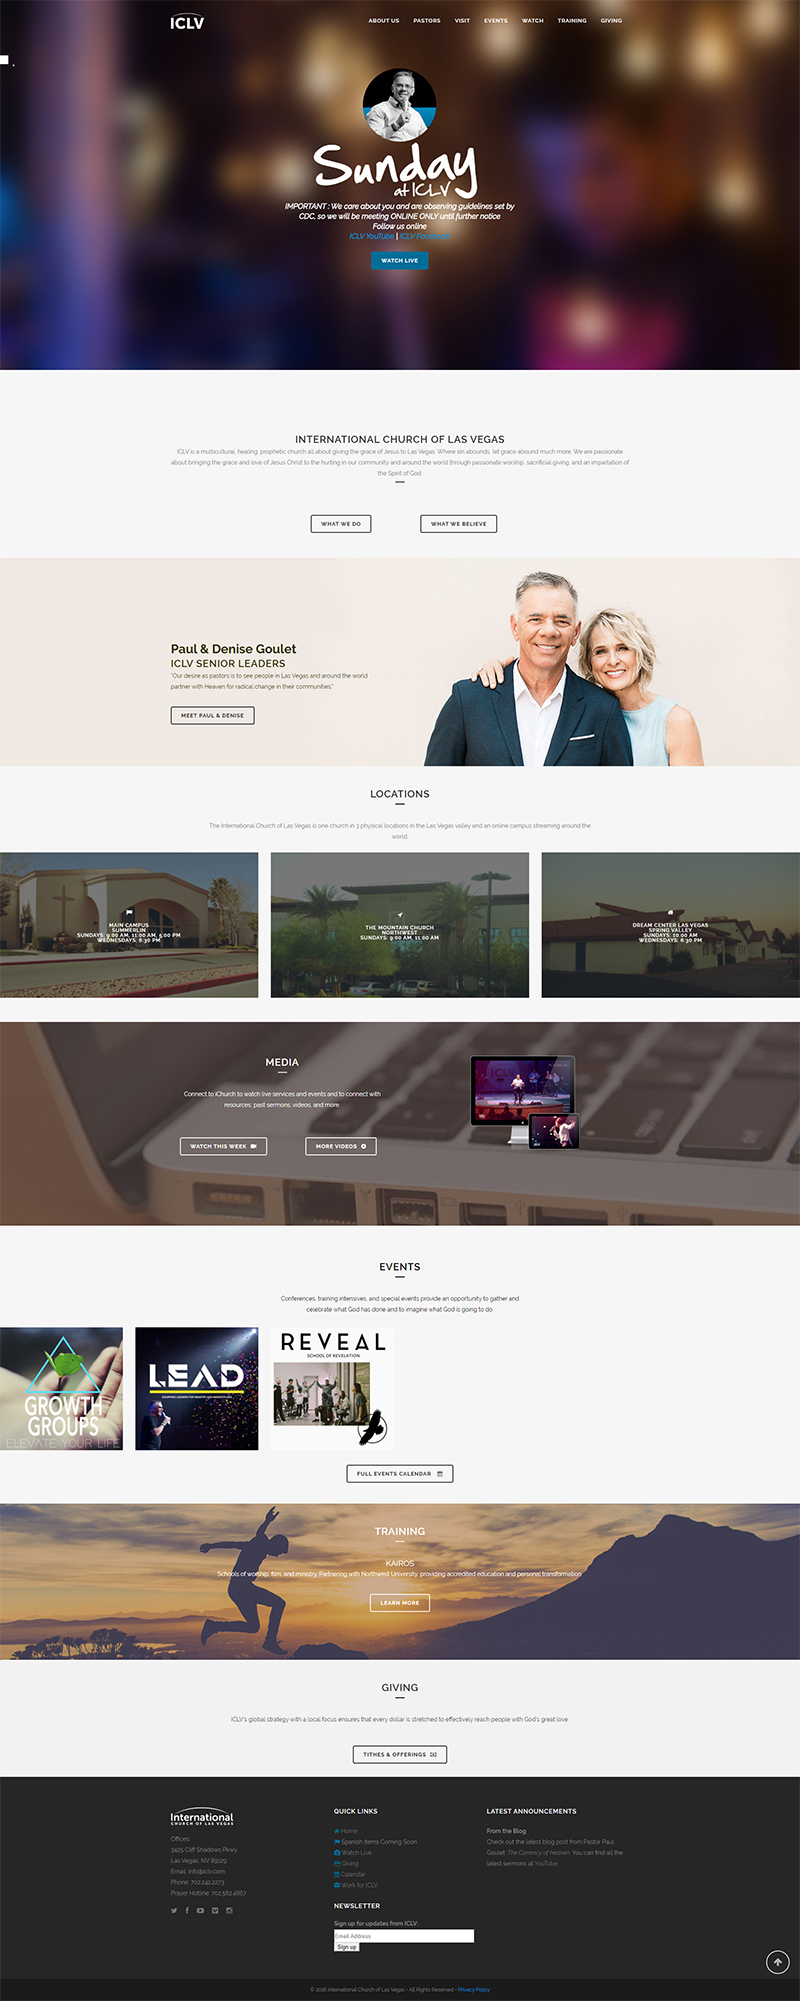 ICLV
ABOUT US PASTORS VISIT EVENTS WATCH TRAINING GIVING
Sunday
at ICLV
IMPORTANT : We care about you and are observing guidelines set by
CDC, so we will be meeting ONLINE ONLY until further notice
Follow us online
ICLV YouTube | ICLV Facebook
WATCH LIVE
INTERNATIONAL CHURCH OF LAS VEGAS
ICLV is a multicultural, healing, prophetic church all about giving the grace of Jesus to Las Vegas. Where sin abounds, let grace abound much more. We are passionate
about bringing the grace and love of Jesus Christ to the hurting in our community and around the world through passionate worship, sacrificial giving, and an impartation of
the Spirit of God.
WHAT WE DO WHAT WE BELIEVE
Paul & Denise Goulet
ICLV SENIOR LEADERS
"Our desire as pastors is to see people in Las Vegas and around the world
partner with Heaven for radical change in their communities."
MEET PAUL & DENISE
LOCATIONS
The International Church of Las Vegas is one church in 3 physical locations in the Las Vegas valley and an online campus streaming around the
world.
MAIN CAMPUS
SUMMERLIN
SUNDAYS: 9:00 AM, 11:00 AM, 5:00 PM
WEDNESDAYS: 6:30 PM
THE MOUNTAIN CHURCH
NORTHWEST
SUNDAYS: 9:00 AM, 11:00 AM
DREAM CENTER LAS VEGAS
SPRING VALLEY
SUNDAYS: 10:00 AM
WEDNESDAYS: 6:30 PM
MEDIA
Connect to iChurch to watch live services and events and to connect with
resources, past sermons, videos, and more.
WATCH THIS WEEK MORE VIDEOS
ICLV
EVENTS
Conferences, training intensives, and special events provide an opportunity to gather and
celebrate what God has done and to imagine what God is going to do.
GROWTH
GROUPS
ELEVATE YOUR LIFE
LEAD
EQUIPPING LEADERS FOR MINISTRY AND MARKETPLACE
REVEAL
SCHOOL OF REVELATION
FULL EVENTS CALENDAR
TRAINING
KAIROS
Schools of worship, film, and ministry. Partnering with Northwest University, providing accredited education and personal transformation.
LEARN MORE
GIVING
ICLV's global strategy with a local focus ensures that every dollar is stretched to effectively reach people with God's great love.
TITHES & OFFERINGS
International
CHURCH OF LAS VEGAS
Offices:
3425 Cliff Shadows Pkwy
Las Vegas, NV 89129
Email: info@iclv.com
Phone: 702.242.2273
Prayer Hotline: 702.562.4867
QUICK LINKS
Home
Spanish Items Coming Soon
Watch Live
Giving
Calendar
Work for ICLV
NEWSLETTER
Sign up for updates from ICLV:
Email Address
Sign up
LATEST ANNOUNCEMENTS
From the Blog
Check out the latest blog post from Pastor Paul
Goulet: The Currency of Heaven. You can find all the
latest sermons at YouTube.
© 2016 International Church of Las Vegas - All Rights Reserved - Privacy Policy